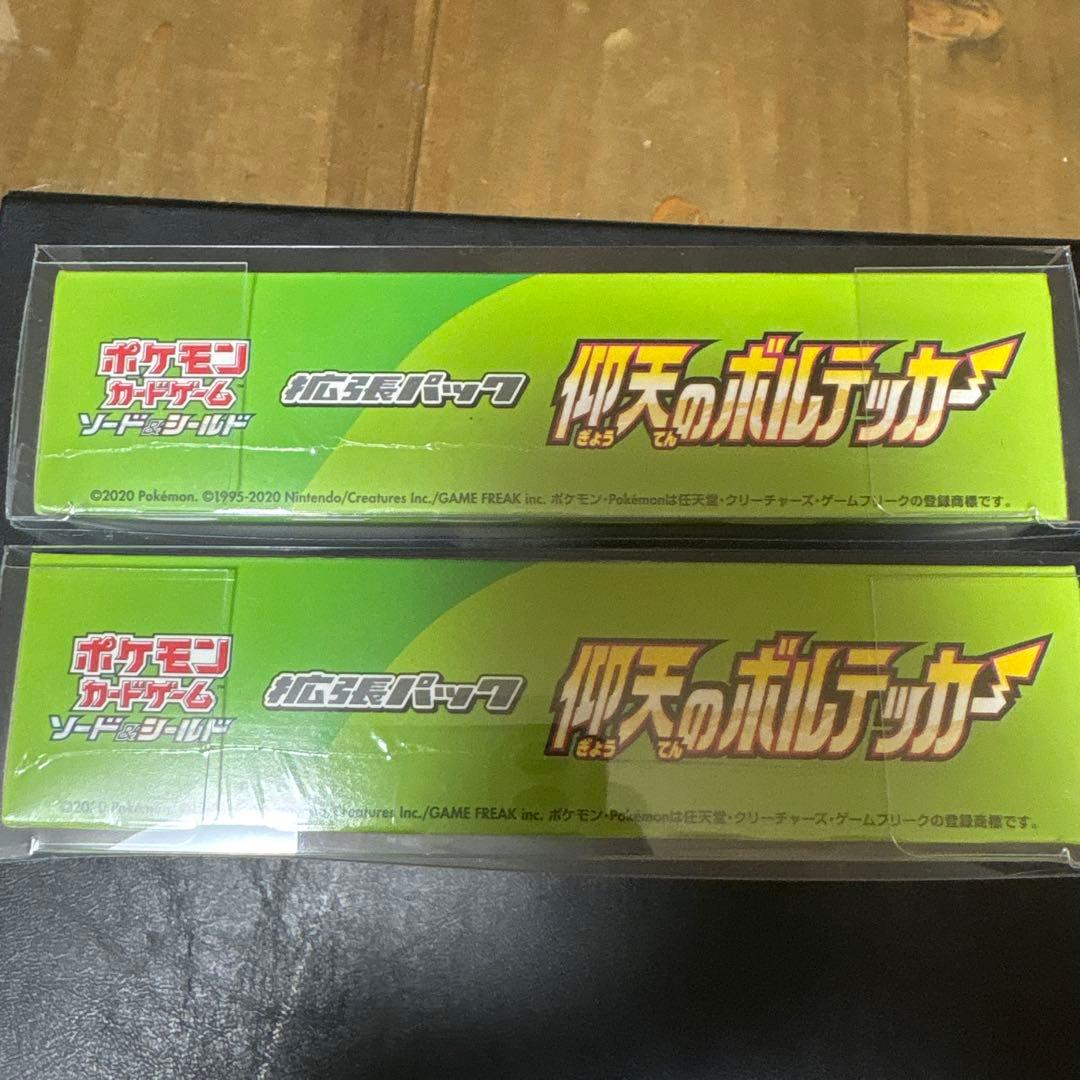 ポケモン
カードゲーム
ソード&シールド
拡張パック
仰天のボルテッカー
ぎょう てん
©2020 Pokémon. ©1995-2020 Nintendo/Creatures Inc./GAME FREAK inc. ポケモン・Pokémonは任天堂・クリーチャーズ・ゲームフリークの登録商標です。
ポケモン
カードゲーム
ソード&シールド
拡張パック
仰天のボルテッカー
ぎょう てん
©2020 Pokémon. Creatures Inc./GAME FREAK inc. ポケモン・Pokémonは任天堂・クリーチャーズ・ゲームフリークの登録商標です。